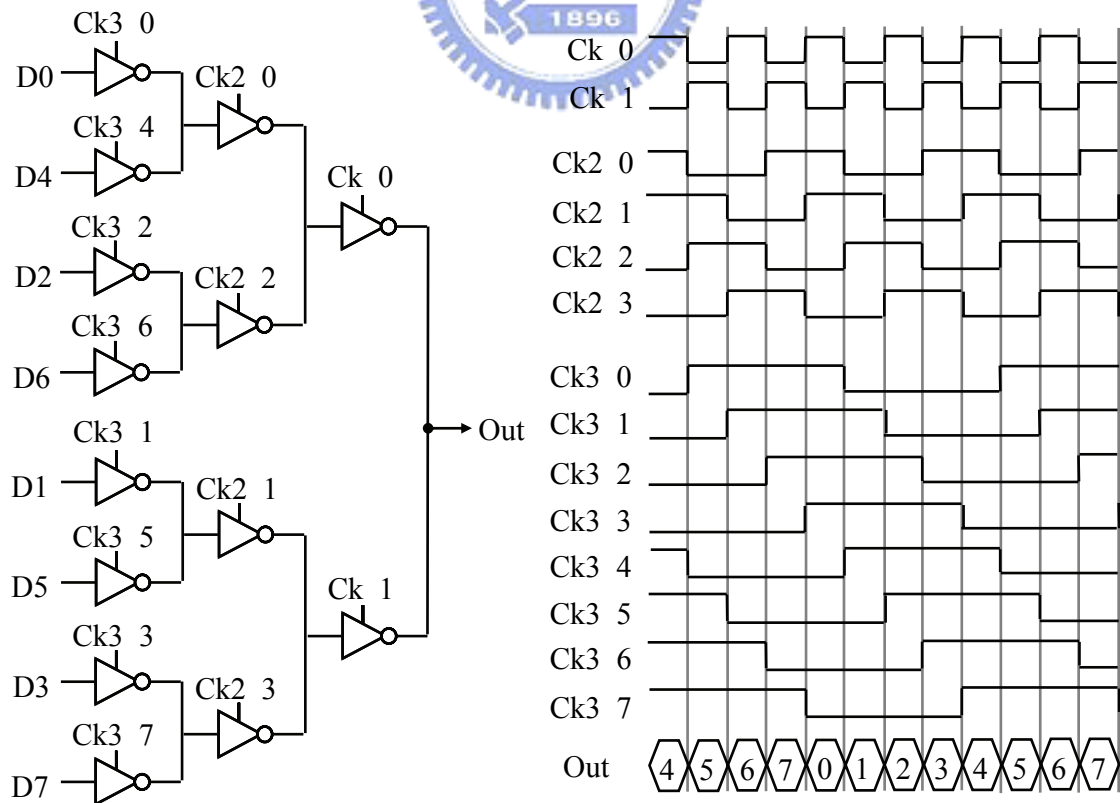 1896
Ck3 0
D0
Ck2 0
Ck3 4
D4
Ck 0
Ck3 2
D2
Ck2 2
Ck3 6
D6
Out
Ck3 1
D1
Ck2 1
Ck3 5
D5
Ck 1
Ck3 3
D3
Ck2 3
Ck3 7
D7
Ck 0
Ck 1
Ck2 0
Ck2 1
Ck2 2
Ck2 3
Ck3 0
Ck3 1
Ck3 2
Ck3 3
Ck3 4
Ck3 5
Ck3 6
Ck3 7
Out 4 5 6 7 0 1 2 3 4 5 6 7